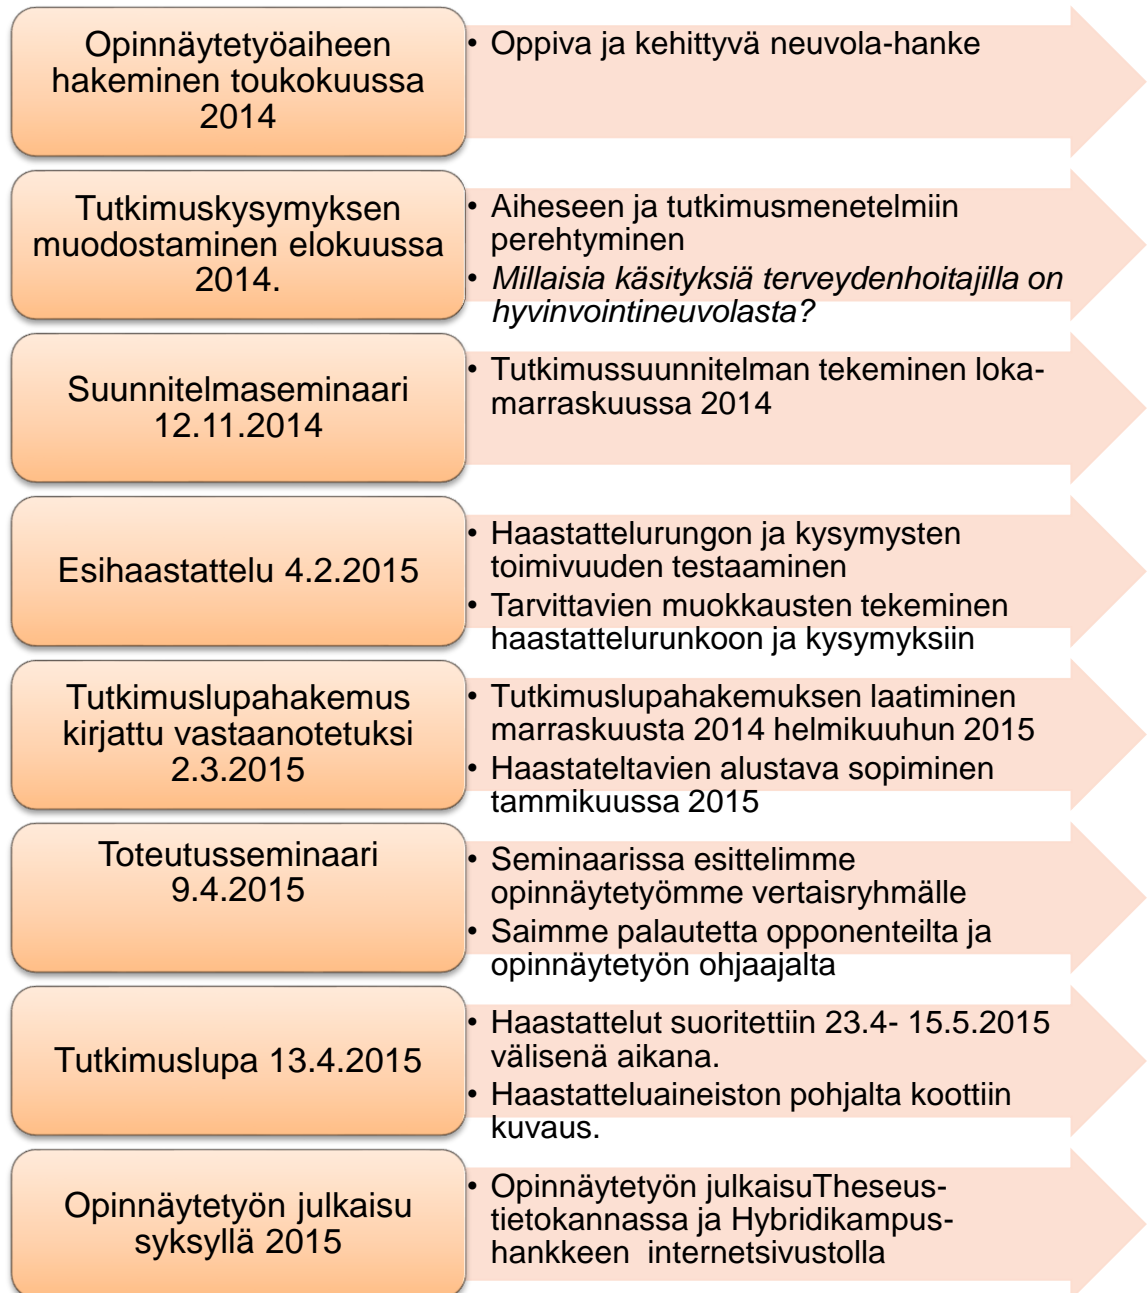 Opinnäytetyöaiheen
hakeminen toukokuussa
2014
• Oppiva ja kehittyvä neuvola-hanke
Tutkimuskysymyksen
muodostaminen elokuussa
2014.
• Aiheseen ja tutkimusmenetelmiin
perehtyminen
• Millaisia käsityksiä terveydenhoitajilla on
hyvinvointineuvolasta?
Suunnitelmaseminaari
12.11.2014
• Tutkimussuunnitelman tekeminen loka-
marraskuussa 2014
Esihaastattelu 4.2.2015
• Haastattelurungon ja kysymysten
toimivuuden testaaminen
• Tarvittavien muokkausten tekeminen
haastattelurunkoon ja kysymyksiin
Tutkimuslupahakemus
kirjattu vastaanotetuksi
2.3.2015
• Tutkimuslupahakemuksen laatiminen
marraskuusta 2014 helmikuuhun 2015
• Haastateltavien alustava sopiminen
tammikuussa 2015
Toteutusseminaari
9.4.2015
• Seminaarissa esittelimme
opinnäytetyömme vertaisryhmälle
• Saimme palautetta opponenteilta ja
opinnäytetyön ohjaajalta
Tutkimuslupa 13.4.2015
• Haastattelut suoritettiin 23.4- 15.5.2015
välisenä aikana.
• Haastatteluaineiston pohjalta koottiin
kuvaus.
Opinnäytetyön julkaisu
syksyllä 2015
• Opinnäytetyön julkaisuTheseus-
tietokannassa ja Hybridikampus-
hankkeen  internetsivustolla